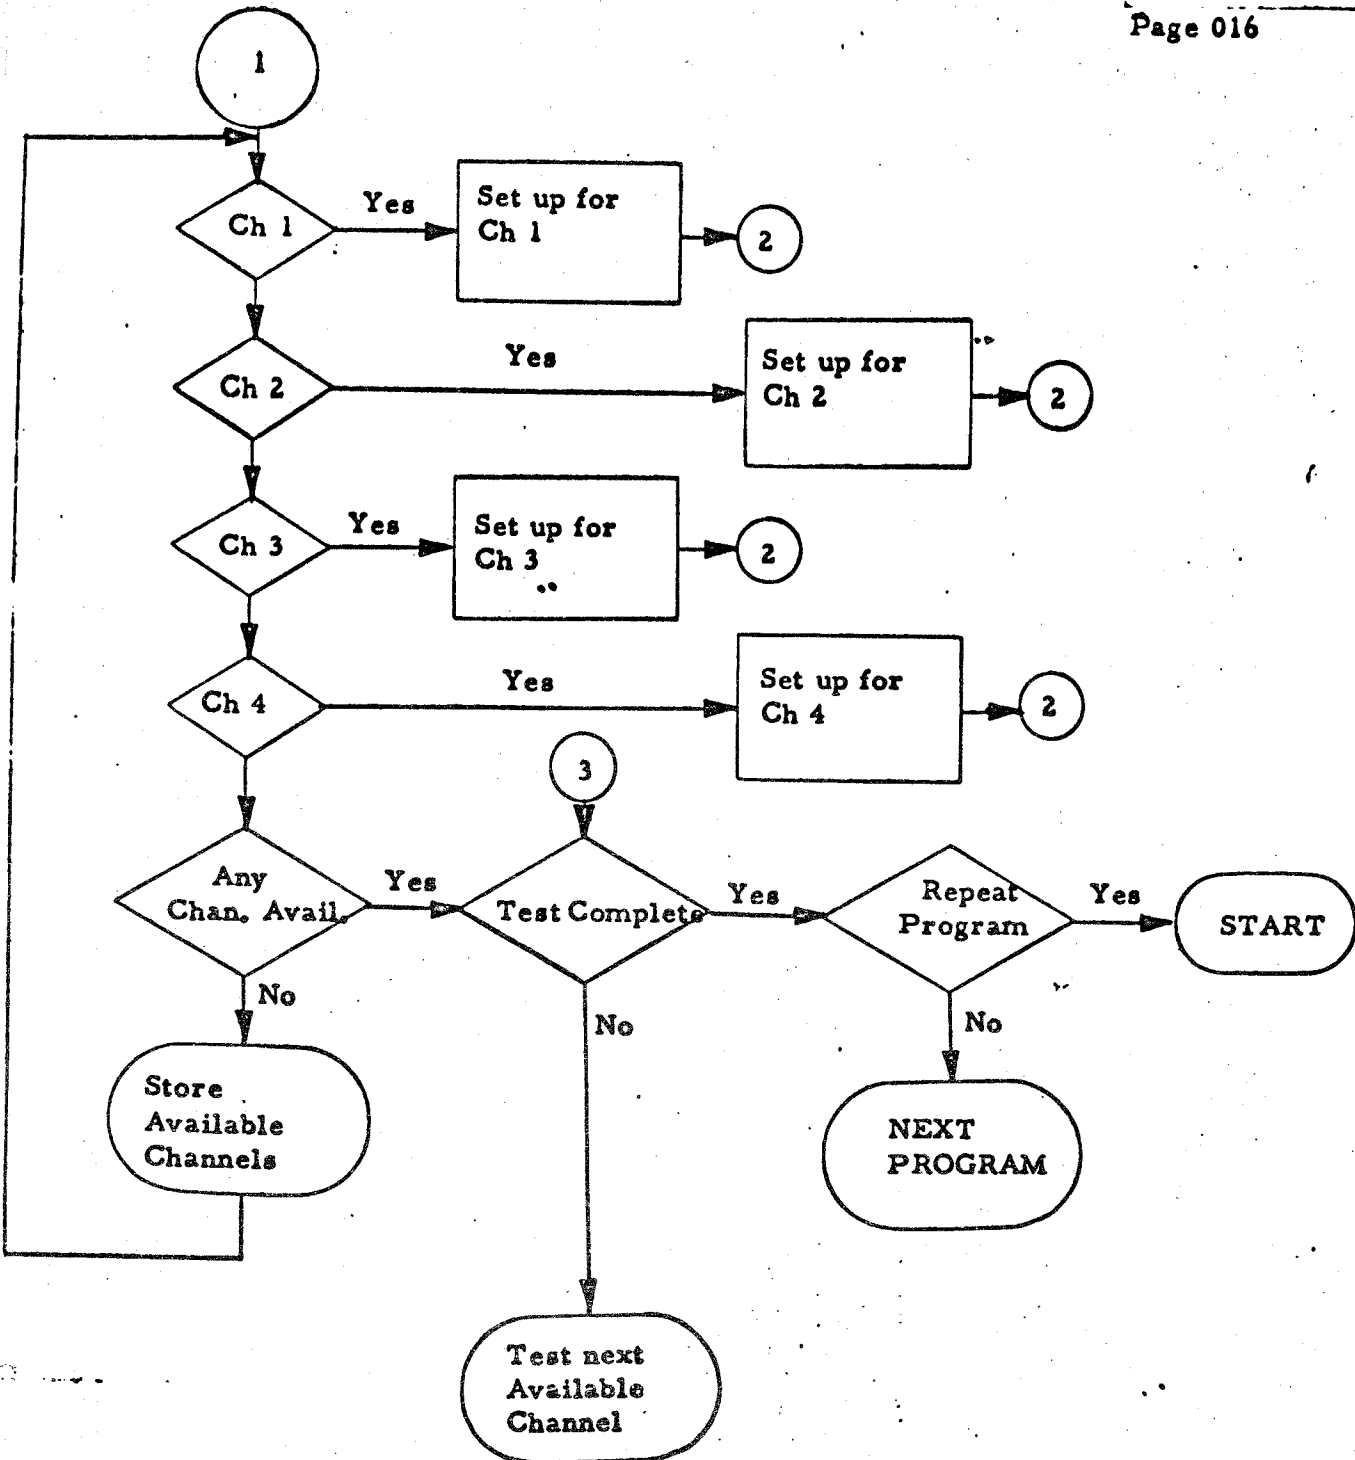 Page 016
1
Ch 1
Yes
Set up for
Ch 1
2
Ch 2
Yes
Set up for
Ch 2
2
Ch 3
Yes
Set up for
Ch 3
2
Ch 4
Yes
Set up for
Ch 4
2
3
Any
Chan. Avail.
Yes
Test Complete
Yes
Repeat
Program
Yes
START
No
No
No
Store
Available
Channels
NEXT
PROGRAM
Test next
Available
Channel